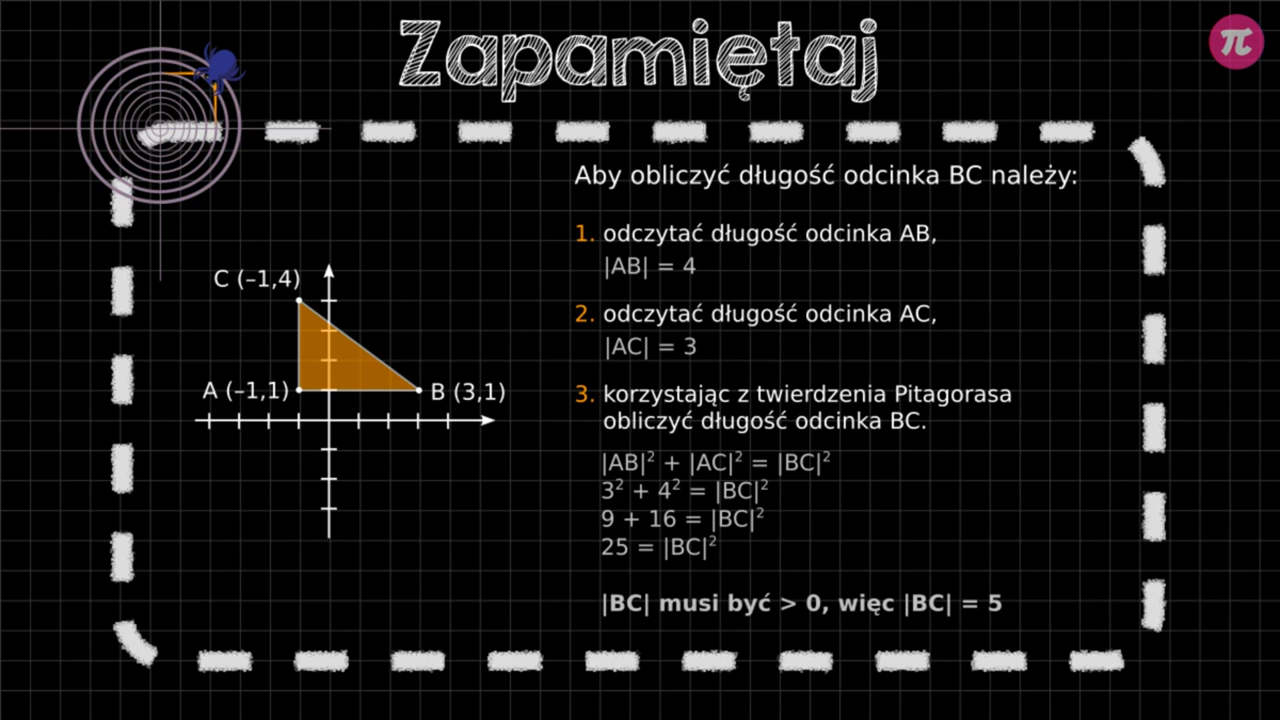 Zapamiętaj
π
Aby obliczyć długość odcinka BC należy:
1. odczytać długość odcinka AB,
|AB| = 4
2. odczytać długość odcinka AC,
|AC| = 3
3. korzystając z twierdzenia Pitagorasa
obliczyć długość odcinka BC.
|AB|² + |AC|² = |BC|²
3² + 4² = |BC|²
9 + 16 = |BC|²
25 = |BC|²
|BC| musi być > 0, więc |BC| = 5
C (–1,4)
A (–1,1)
B (3,1)